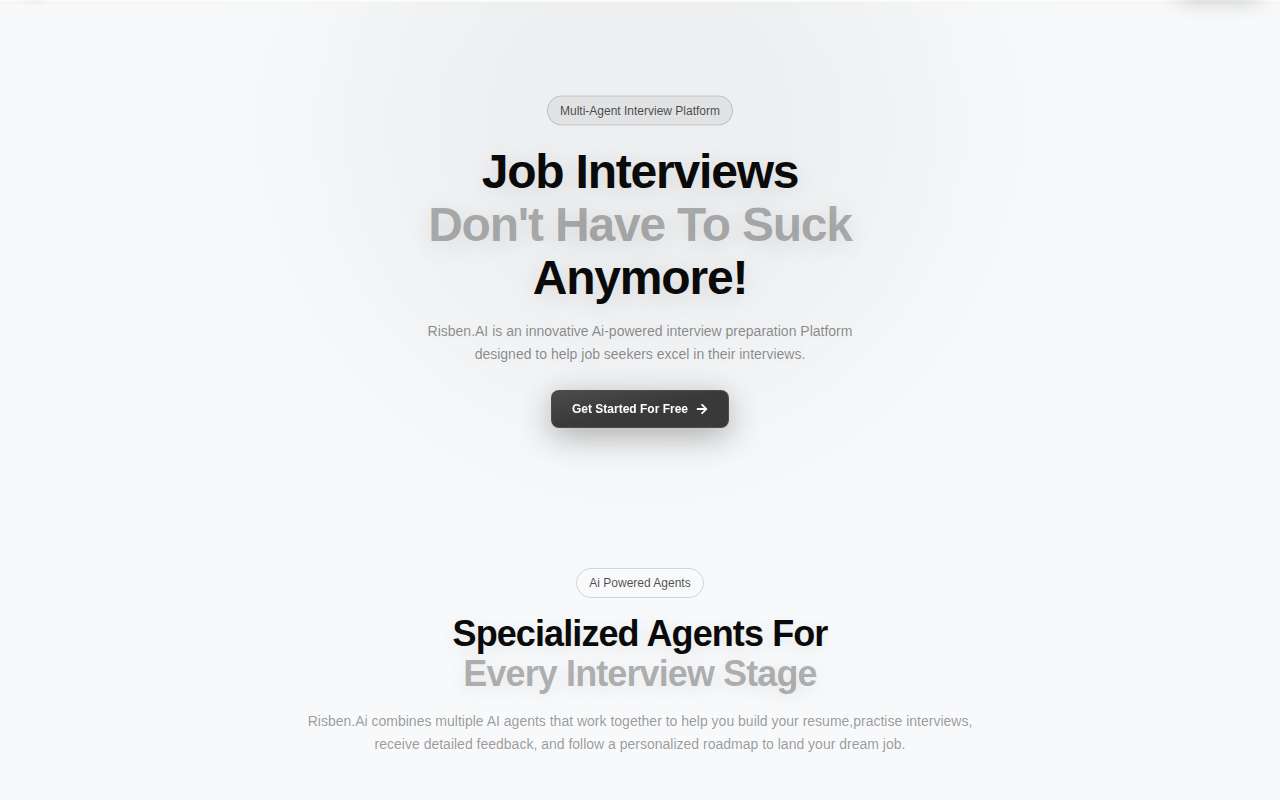 Multi-Agent Interview Platform
Job Interviews
Don't Have To Suck
Anymore!
Risben.AI is an innovative Ai-powered interview preparation Platform
designed to help job seekers excel in their interviews.
Get Started For Free
Ai Powered Agents
Specialized Agents For
Every Interview Stage
Risben.Ai combines multiple AI agents that work together to help you build your resume,practise interviews,
receive detailed feedback, and follow a personalized roadmap to land your dream job.